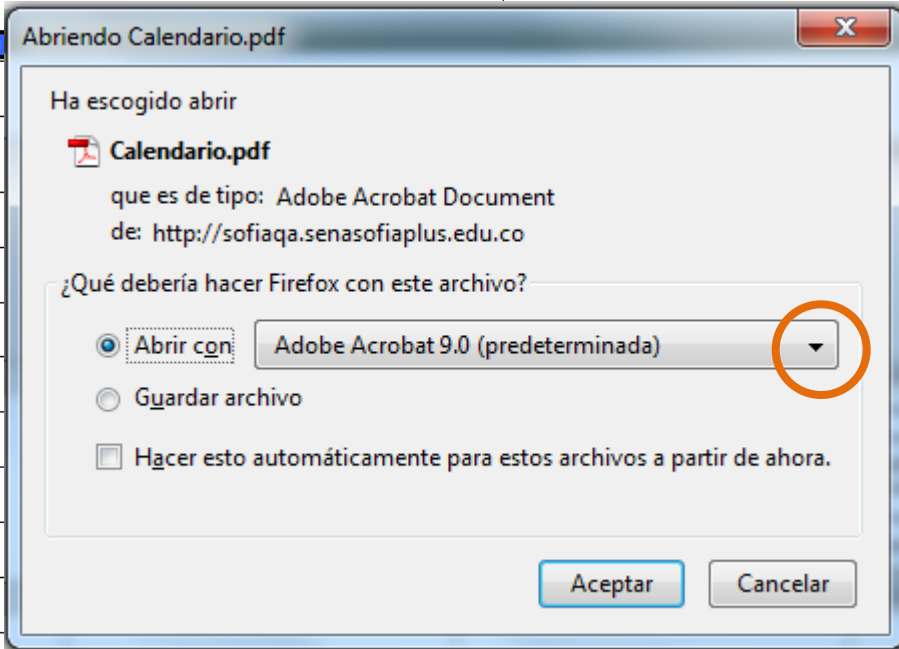 Abriendo Calendario.pdf
Ha escogido abrir
Calendario.pdf
que es de tipo: Adobe Acrobat Document
de: http://sofiaqa.senasofiaplus.edu.co
¿Qué debería hacer Firefox con este archivo?
Abrir con Adobe Acrobat 9.0 (predeterminada)
Guardar archivo
Hacer esto automáticamente para estos archivos a partir de ahora.
Aceptar Cancelar